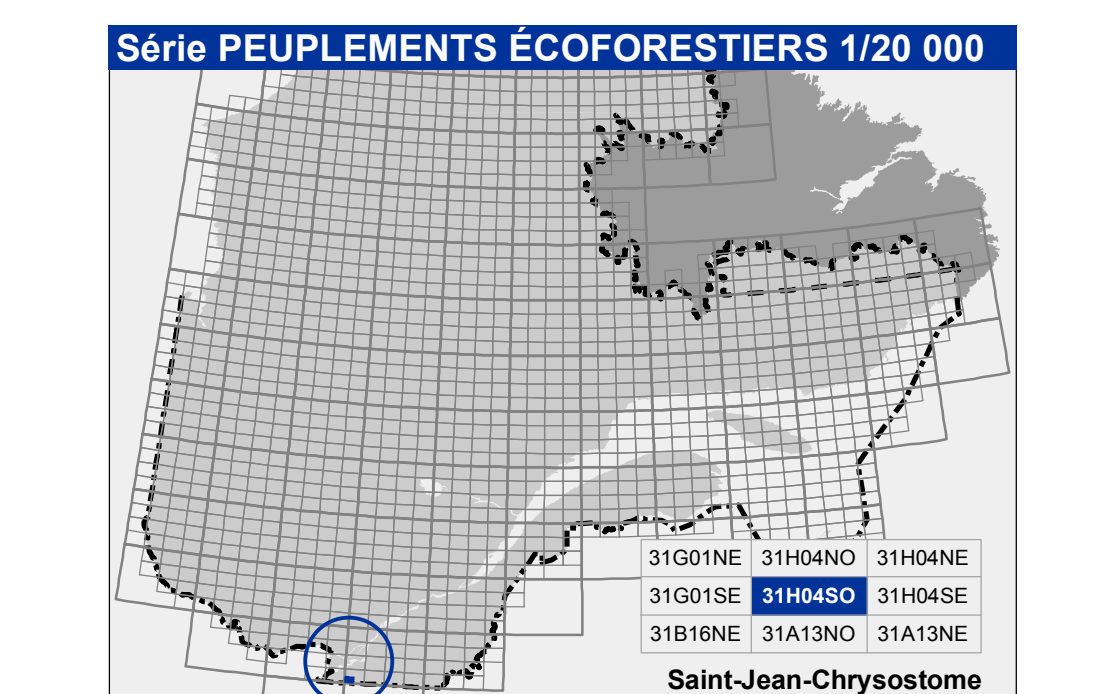 Série PEUPLEMENTS ÉCOFORESTIERS 1/20 000
31G01NE 31H04NO 31H04NE
31G01SE 31H04SO 31H04SE
31B16NE 31A13NO 31A13NE
Saint-Jean-Chrysostome